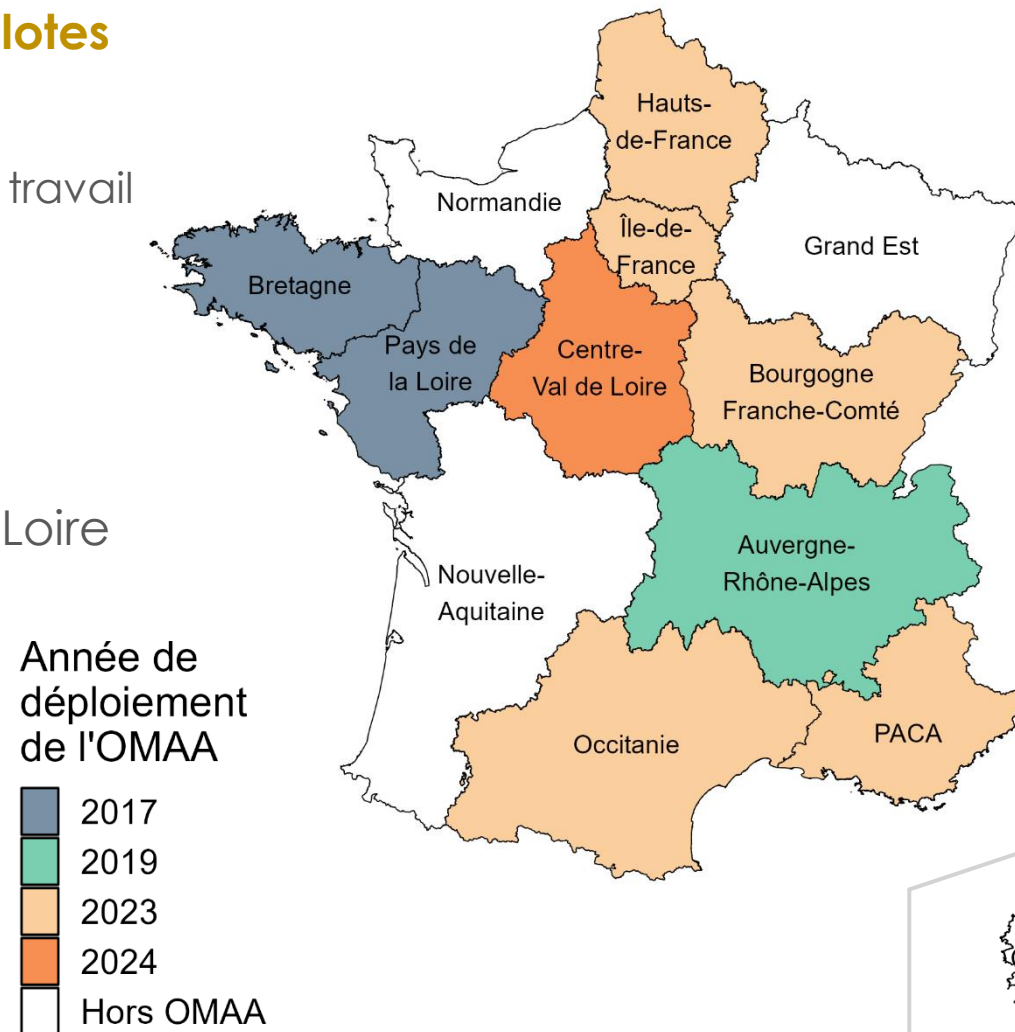 lotes
travail
Loire
Hauts-
de-France
Normandie
Île-de-
France
Grand Est
Bretagne
Pays de
la Loire
Centre-
Val de Loire
Bourgogne
Franche-Comté
Auvergne-
Rhône-Alpes
Nouvelle-
Aquitaine
Occitanie
PACA
Année de
déploiement
de l'OMAA
2017
2019
2023
2024
Hors OMAA